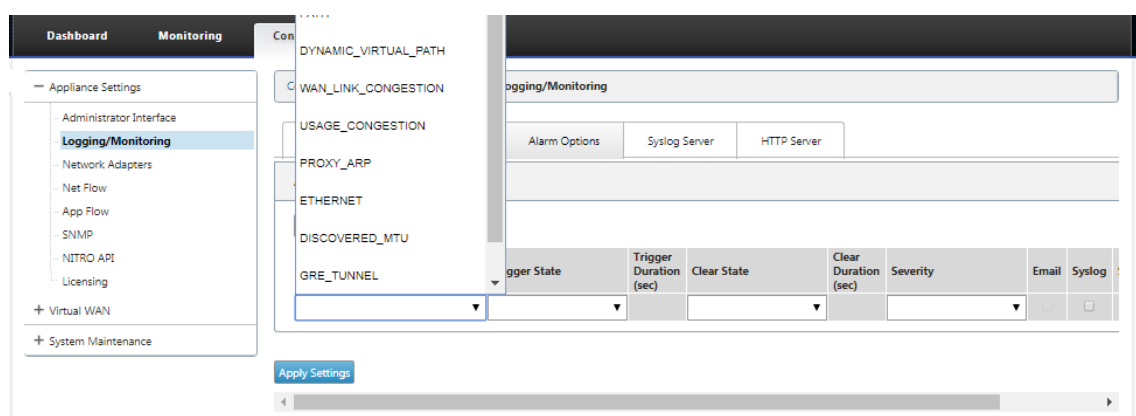 Dashboard Monitoring Con
DYNAMIC_VIRTUAL_PATH
WAN_LINK_CONGESTION
USAGE_CONGESTION
PROXY_ARP
ETHERNET
DISCOVERED_MTU
GRE_TUNNEL
Appliance Settings
Administrator Interface
Logging/Monitoring
Network Adapters
Net Flow
App Flow
SNMP
NITRO API
Licensing
Virtual WAN
System Maintenance
ogging/Monitoring
Alarm Options Syslog Server HTTP Server
gger State Trigger Duration (sec) Clear State Clear Duration (sec) Severity Email Syslog
Apply Settings